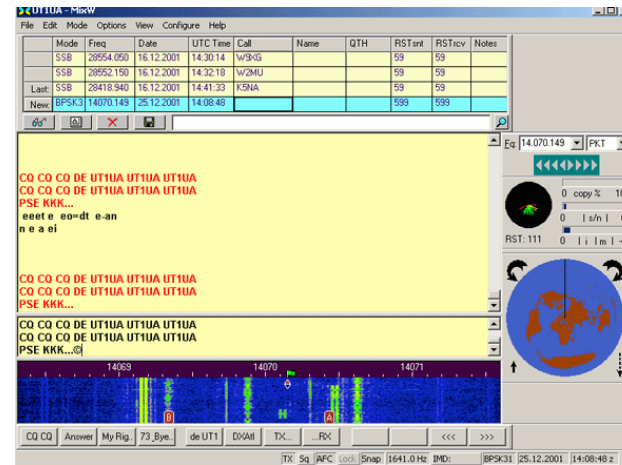 UT1UA - MixW
File Edit Mode Options View Configure Help
Mode Freq Date UTC Time Call Name QTH RSTsnt RSTrcv Notes
SSB 28554.050 16.12.2001 14:30:14 W9XG 59 59
SSB 28552.150 16.12.2001 14:32:18 W2MU 59 59
Last: SSB 28418.940 16.12.2001 14:41:33 K5NA 59 59
New: BPSK3 14070.149 25.12.2001 14:08:48 599 599
Fq: 14.070.149 PKT
CQ CQ CQ DE UT1UA UT1UA UT1UA
CQ CQ CQ DE UT1UA UT1UA UT1UA
PSE KKK...
eeet e eo=dt e-an
n e a ei
0 copy % 10
0 | s/n |
RST: 111 0 | i | m | -
CQ CQ CQ DE UT1UA UT1UA UT1UA
CQ CQ CQ DE UT1UA UT1UA UT1UA
PSE KKK...
CQ CQ CQ DE UT1UA UT1UA UT1UA
CQ CQ CQ DE UT1UA UT1UA UT1UA
PSE KKK...©
14069 14070 14071
B H A
CQ CQ Answer My Rig.. 73_Bye.. de UT1 DXAtl TX... ...RX <<< >>>
TX Sq AFC Lock Snap 1641.0 Hz IMD: BPSK31 25.12.2001 14:08:48 z